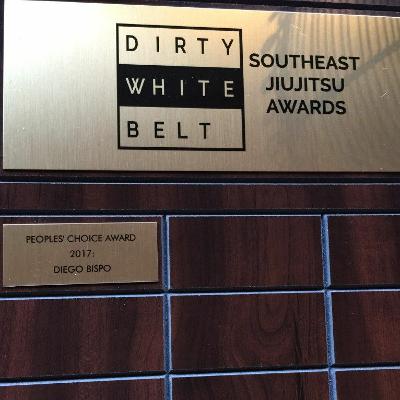 DIRTY
WHITE
BELT
SOUTHEAST
JIUJITSU
AWARDS
PEOPLES' CHOICE AWARD
2017:
DIEGO BISPO